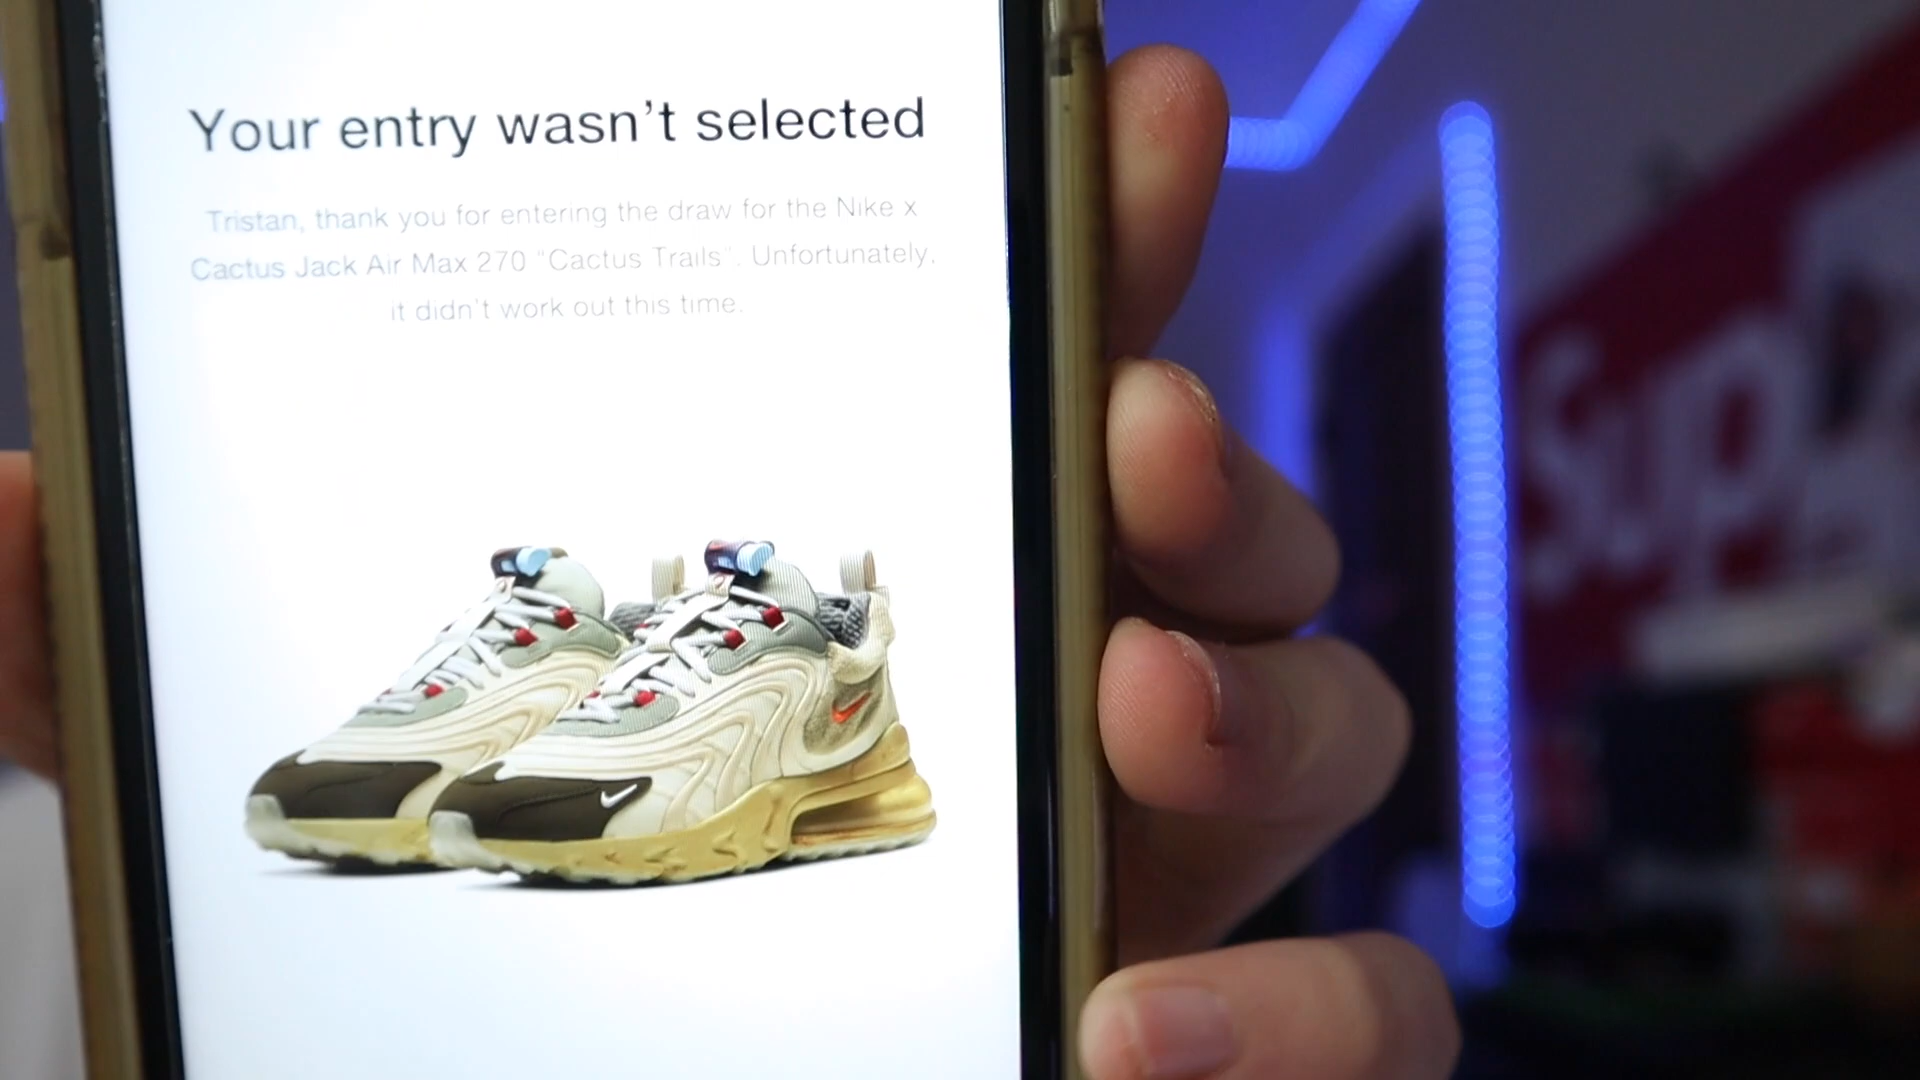 Your entry wasn't selected
Tristan, thank you for entering the draw for the Nike x
Cactus Jack Air Max 270 "Cactus Trails". Unfortunately,
it didn't work out this time.